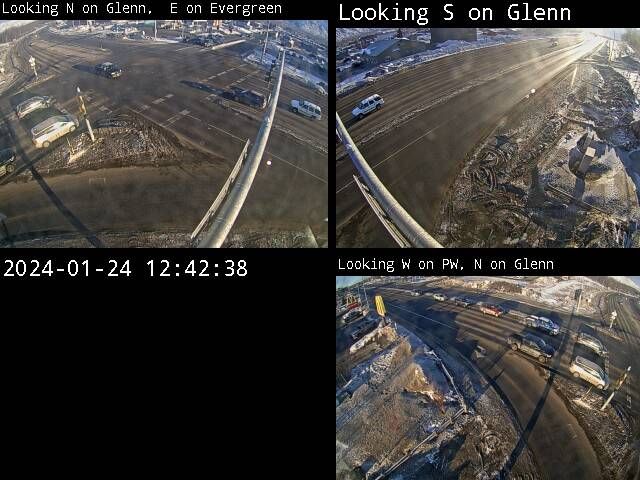 Looking N on Glenn,  E on Evergreen
Looking S on Glenn
2024-01-24 12:42:38
Looking W on PW, N on Glenn